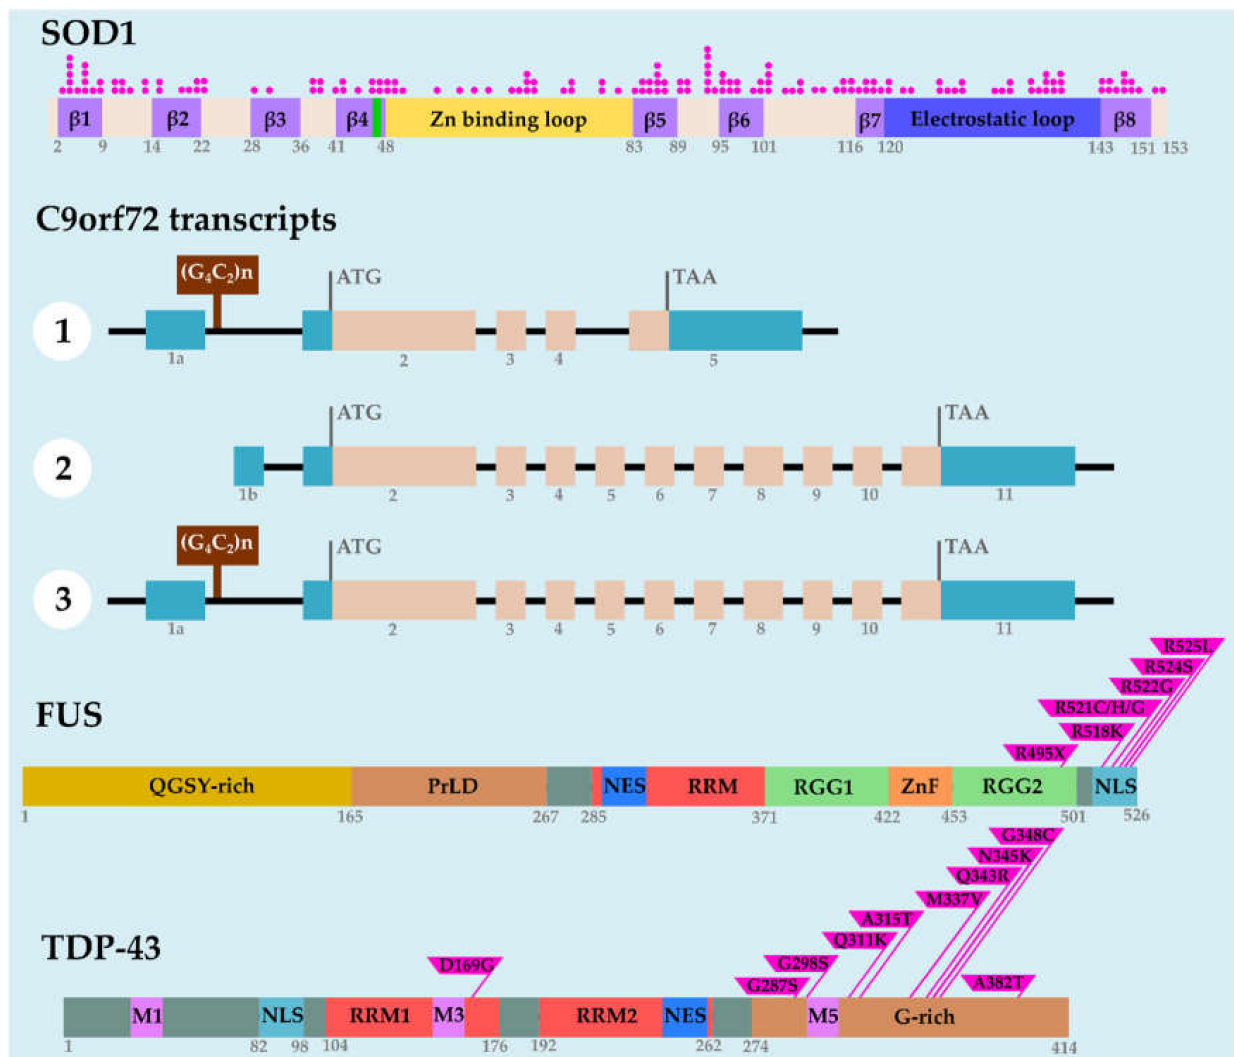 SOD1
β1 β2 β3 β4 Zn binding loop β5 β6 β7 Electrostatic loop β8
2 9 14 22 28 36 41 48 83 89 95 101 116 120 143 151 153
C9orf72 transcripts
(G₄C₂)n
ATG TAA
1
1a 2 3 4 5
ATG TAA
2
1b 2 3 4 5 6 7 8 9 10 11
(G₄C₂)n
ATG TAA
3
1a 2 3 4 5 6 7 8 9 10 11
R525L
R524S
R522G
FUS
R521C/H/G
R518K
R495X
QGSY-rich PrLD NES RRM RGG1 ZnF RGG2 NLS
1 165 267 285 371 422 453 501 526
G348C
N345K
Q343R
M337V
A315T
Q311K
TDP-43
D169G G298S
G287S A382T
M1 NLS RRM1 M3 RRM2 NES M5 G-rich
1 82 98 104 176 192 262 274 414